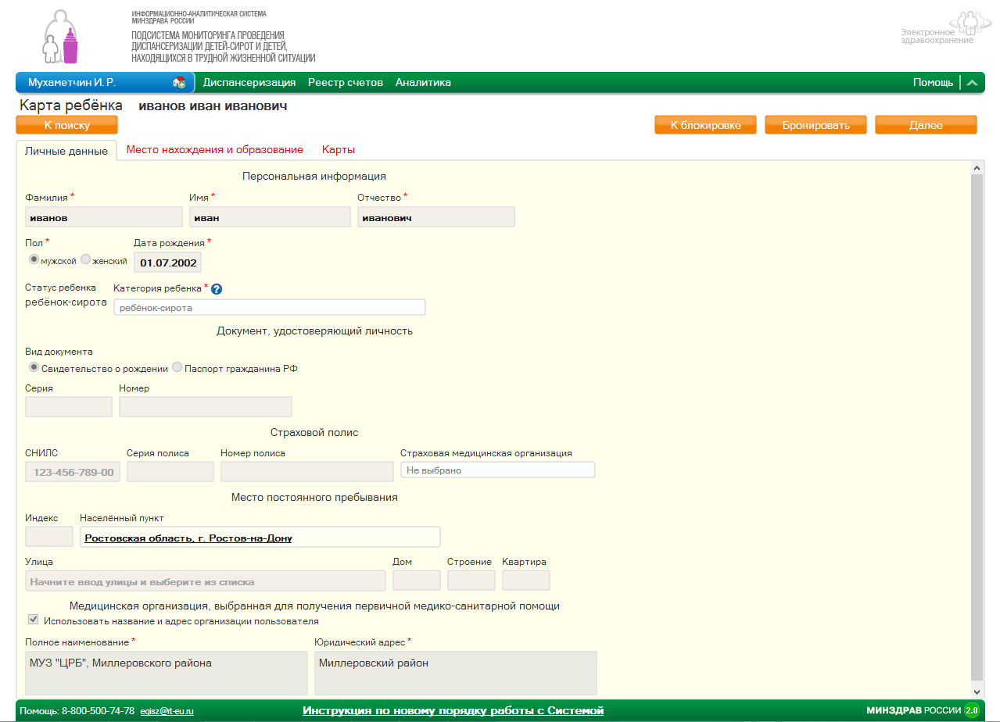 ИНФОРМАЦИОННО-АНАЛИТИЧЕСКАЯ СИСТЕМА
МИНЗДРАВА РОССИИ
ПОДСИСТЕМА МОНИТОРИНГА ПРОВЕДЕНИЯ
ДИСПАНСЕРИЗАЦИИ ДЕТЕЙ-СИРОТ И ДЕТЕЙ,
НАХОДЯЩИХСЯ В ТРУДНОЙ ЖИЗНЕННОЙ СИТУАЦИИ
Электронное
здравоохранение
Мухаметчин И. Р. Диспансеризация Реестр счетов Аналитика Помощь
Карта ребёнка иванов иван иванович
К поиску К блокировке Бронировать Далее
Личные данные Место нахождения и образование Карты
Персональная информация
Фамилия * Имя * Отчество *
иванов иван иванович
Пол * Дата рождения *
мужской женский 01.07.2002
Статус ребенка Категория ребенка * ?
ребёнок-сирота ребёнок-сирота
Документ, удостоверяющий личность
Вид документа
Свидетельство о рождении Паспорт гражданина РФ
Серия Номер
Страховой полис
СНИЛС Серия полиса Номер полиса Страховая медицинская организация
123-456-789-00 Не выбрано
Место постоянного пребывания
Индекс Населённый пункт
Ростовская область, г. Ростов-на-Дону
Улица Дом Строение Квартира
Начните ввод улицы и выберите из списка
Медицинская организация, выбранная для получения первичной медико-санитарной помощи
Использовать название и адрес организации пользователя
Полное наименование * Юридический адрес *
МУЗ "ЦРБ", Миллеровского района Миллеровский район
Помощь: 8-800-500-74-78 egisz@rt-eu.ru Инструкция по новому порядку работы с Системой МИНЗДРАВ РОССИИ 2.0